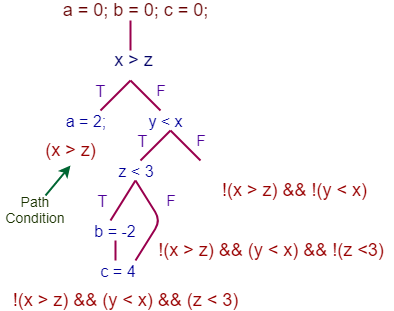 a = 0; b = 0; c = 0;
x > z
T F
a = 2; y < x
(x > z) T F
z < 3
!(x > z) && !(y < x)
Path
Condition
T F
b = -2
!(x > z) && (y < x) && !(z <3)
c = 4
!(x > z) && (y < x) && (z < 3)